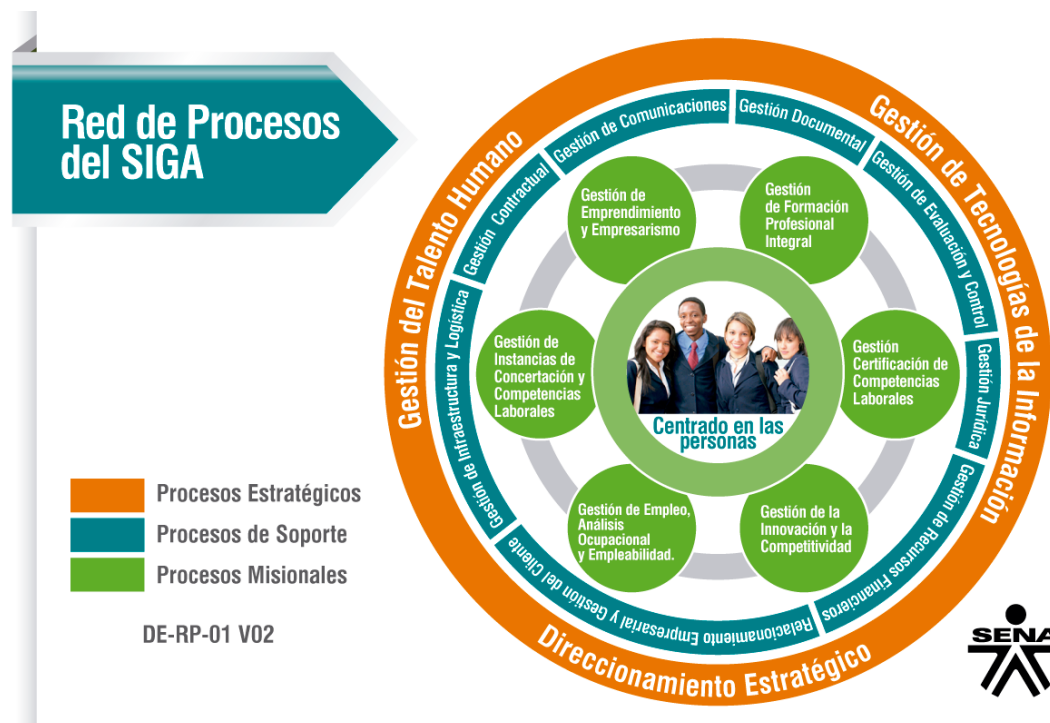 Red de Procesos
del SIGA
Gestión del Talento Humano
Gestión de Tecnologías de la Información
Direccionamiento Estratégico
Gestión de Comunicaciones
Gestión Documental
Gestión de Evaluación y Control
Gestión Jurídica
Gestión de Recursos Financieros
Relacionamiento Empresarial y Gestión del Cliente
Gestión de Infraestructura y Logística
Gestión Contractual
Gestión de
Emprendimiento
y Empresarismo
Gestión
de Formación
Profesional
Integral
Gestión de
Instancias de
Concertación y
Competencias
Laborales
Gestión
Certificación de
Competencias
Laborales
Centrado en las
personas
Gestión de Empleo,
Análisis
Ocupacional
y Empleabilidad.
Gestión de la
Innovación y la
Competitividad
Procesos Estratégicos
Procesos de Soporte
Procesos Misionales
DE-RP-01 V02
SENA